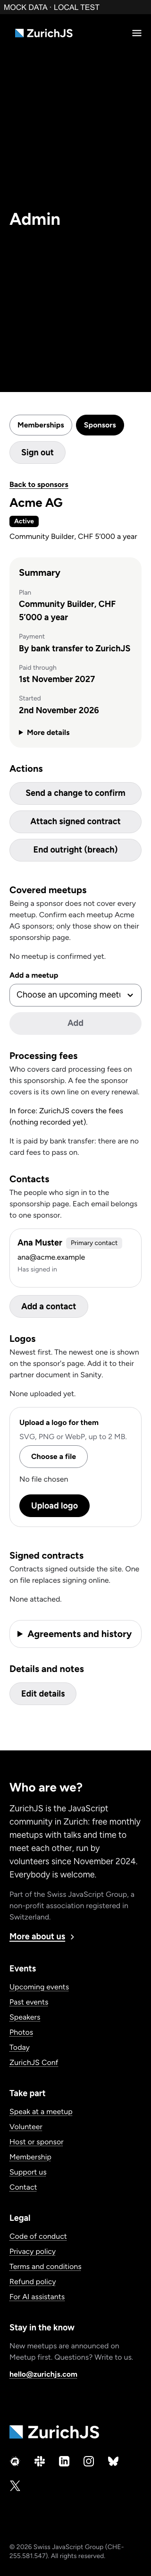 MOCK DATA · LOCAL TEST
ZurichJS
Admin
Memberships
Sponsors
Sign out
Back to sponsors
Acme AG
Active
Community Builder, CHF 5'000 a year
Summary
Plan
Community Builder, CHF
5'000 a year
Payment
By bank transfer to ZurichJS
Paid through
1st November 2027
Started
2nd November 2026
More details
Actions
Send a change to confirm
Attach signed contract
End outright (breach)
Covered meetups
Being a sponsor does not cover every
meetup. Confirm each meetup Acme
AG sponsors; only those show on their
sponsorship page.
No meetup is confirmed yet.
Add a meetup
Choose an upcoming meetu
Add
Processing fees
Who covers card processing fees on
this sponsorship. A fee the sponsor
covers is its own line on every renewal.
In force: ZurichJS covers the fees
(nothing recorded yet).
It is paid by bank transfer: there are no
card fees to pass on.
Contacts
The people who sign in to the
sponsorship page. Each email belongs
to one sponsor.
Ana Muster
Primary contact
ana@acme.example
Has signed in
Add a contact
Logos
Newest first. The newest one is shown
on the sponsor's page. Add it to their
partner document in Sanity.
None uploaded yet.
Upload a logo for them
SVG, PNG or WebP, up to 2 MB.
Choose a file
No file chosen
Upload logo
Signed contracts
Contracts signed outside the site. One
on file replaces signing online.
None attached.
Agreements and history
Details and notes
Edit details
Who are we?
ZurichJS is the JavaScript
community in Zurich: free monthly
meetups with talks and time to
meet each other, run by
volunteers since November 2024.
Everybody is welcome.
Part of the Swiss JavaScript Group, a
non-profit association registered in
Switzerland.
More about us
Events
Upcoming events
Past events
Speakers
Photos
Today
ZurichJS Conf
Take part
Speak at a meetup
Volunteer
Host or sponsor
Membership
Support us
Contact
Legal
Code of conduct
Privacy policy
Terms and conditions
Refund policy
For AI assistants
Stay in the know
New meetups are announced on
Meetup first. Questions? Write to us.
hello@zurichjs.com
ZurichJS
© 2026 Swiss JavaScript Group (CHE-
255.581.547). All rights reserved.